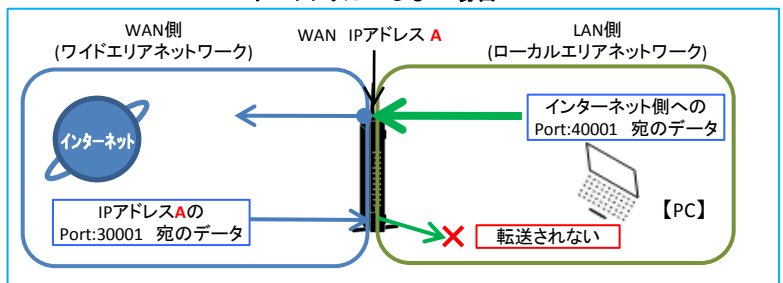 WAN側
(ワイドエリアネットワーク)
WAN IPアドレス A
LAN側
(ローカルエリアネットワーク)
インターネット
インターネット側への
Port:40001 宛のデータ
IPアドレスAの
Port:30001 宛のデータ
【PC】
転送されない